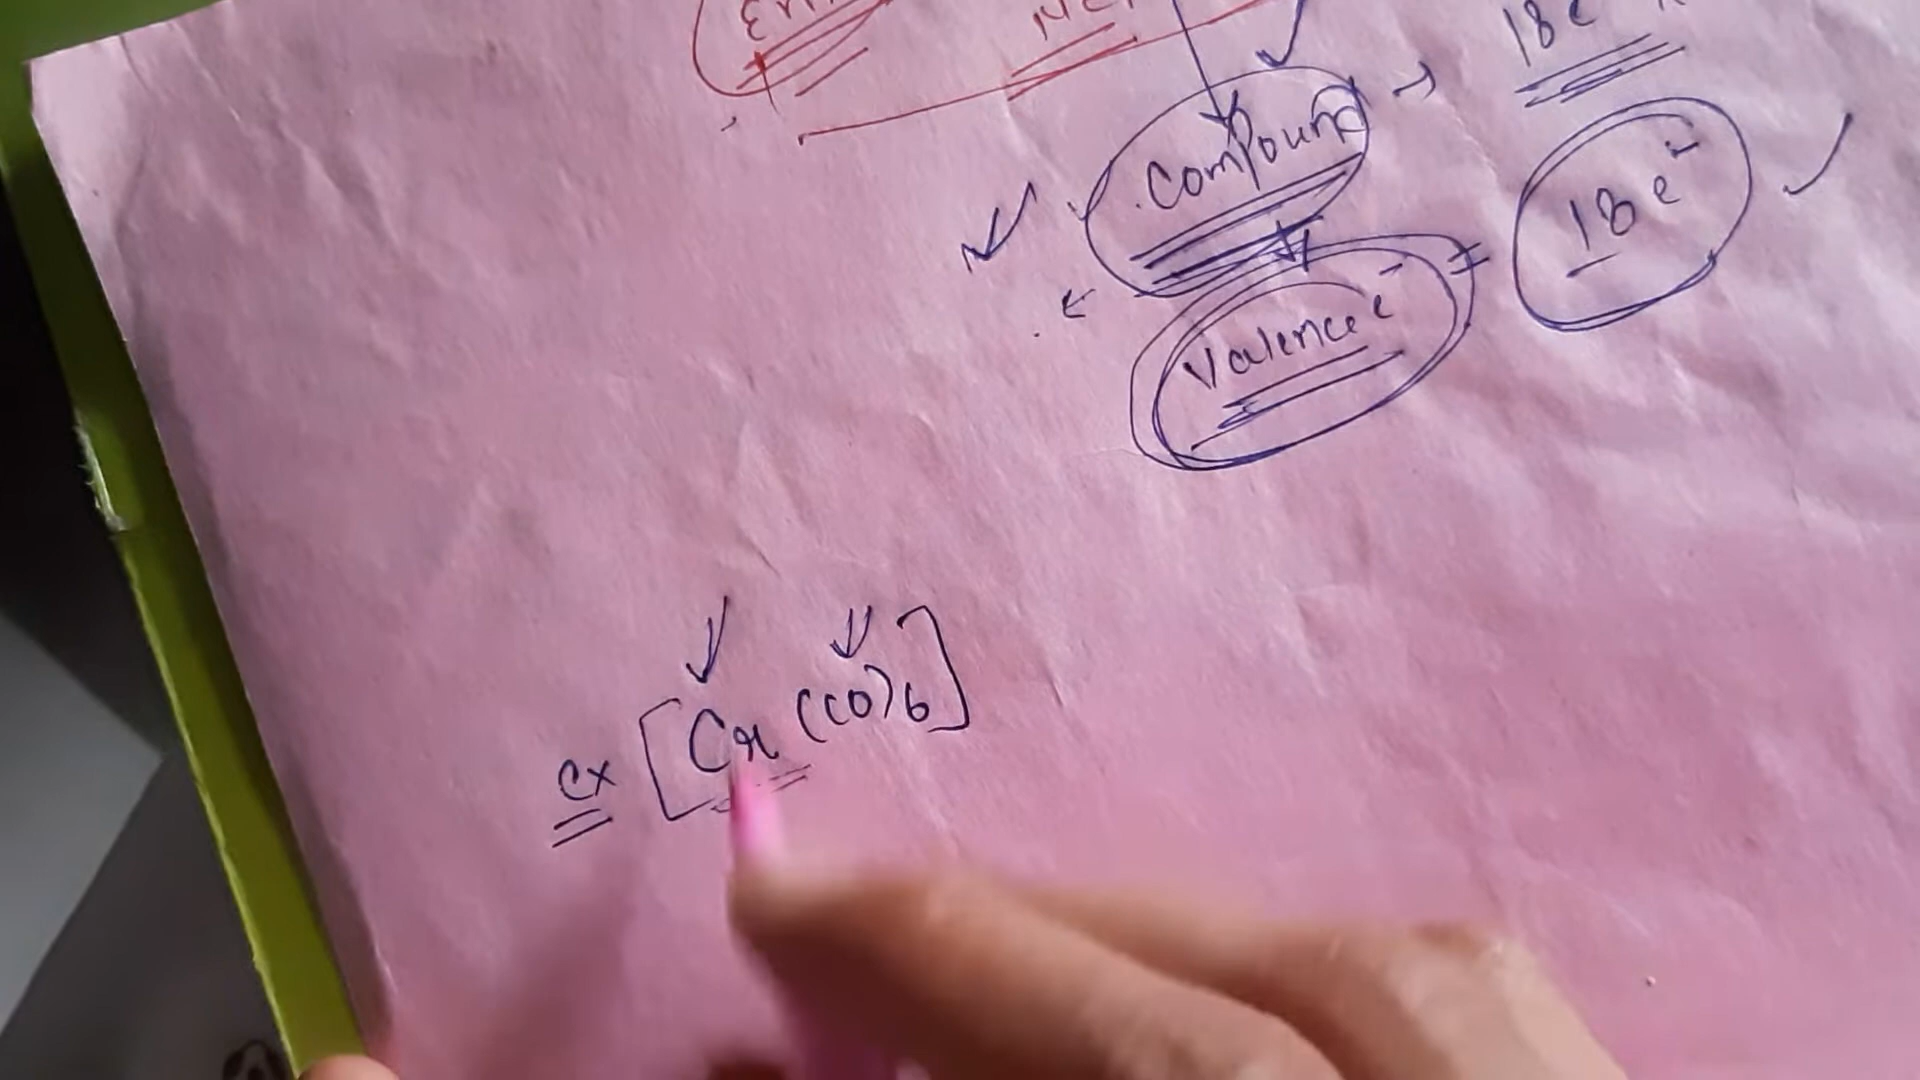 18e
Compound → 18e⁻
Valence e⁻ =
ex [Cr(CO)6]